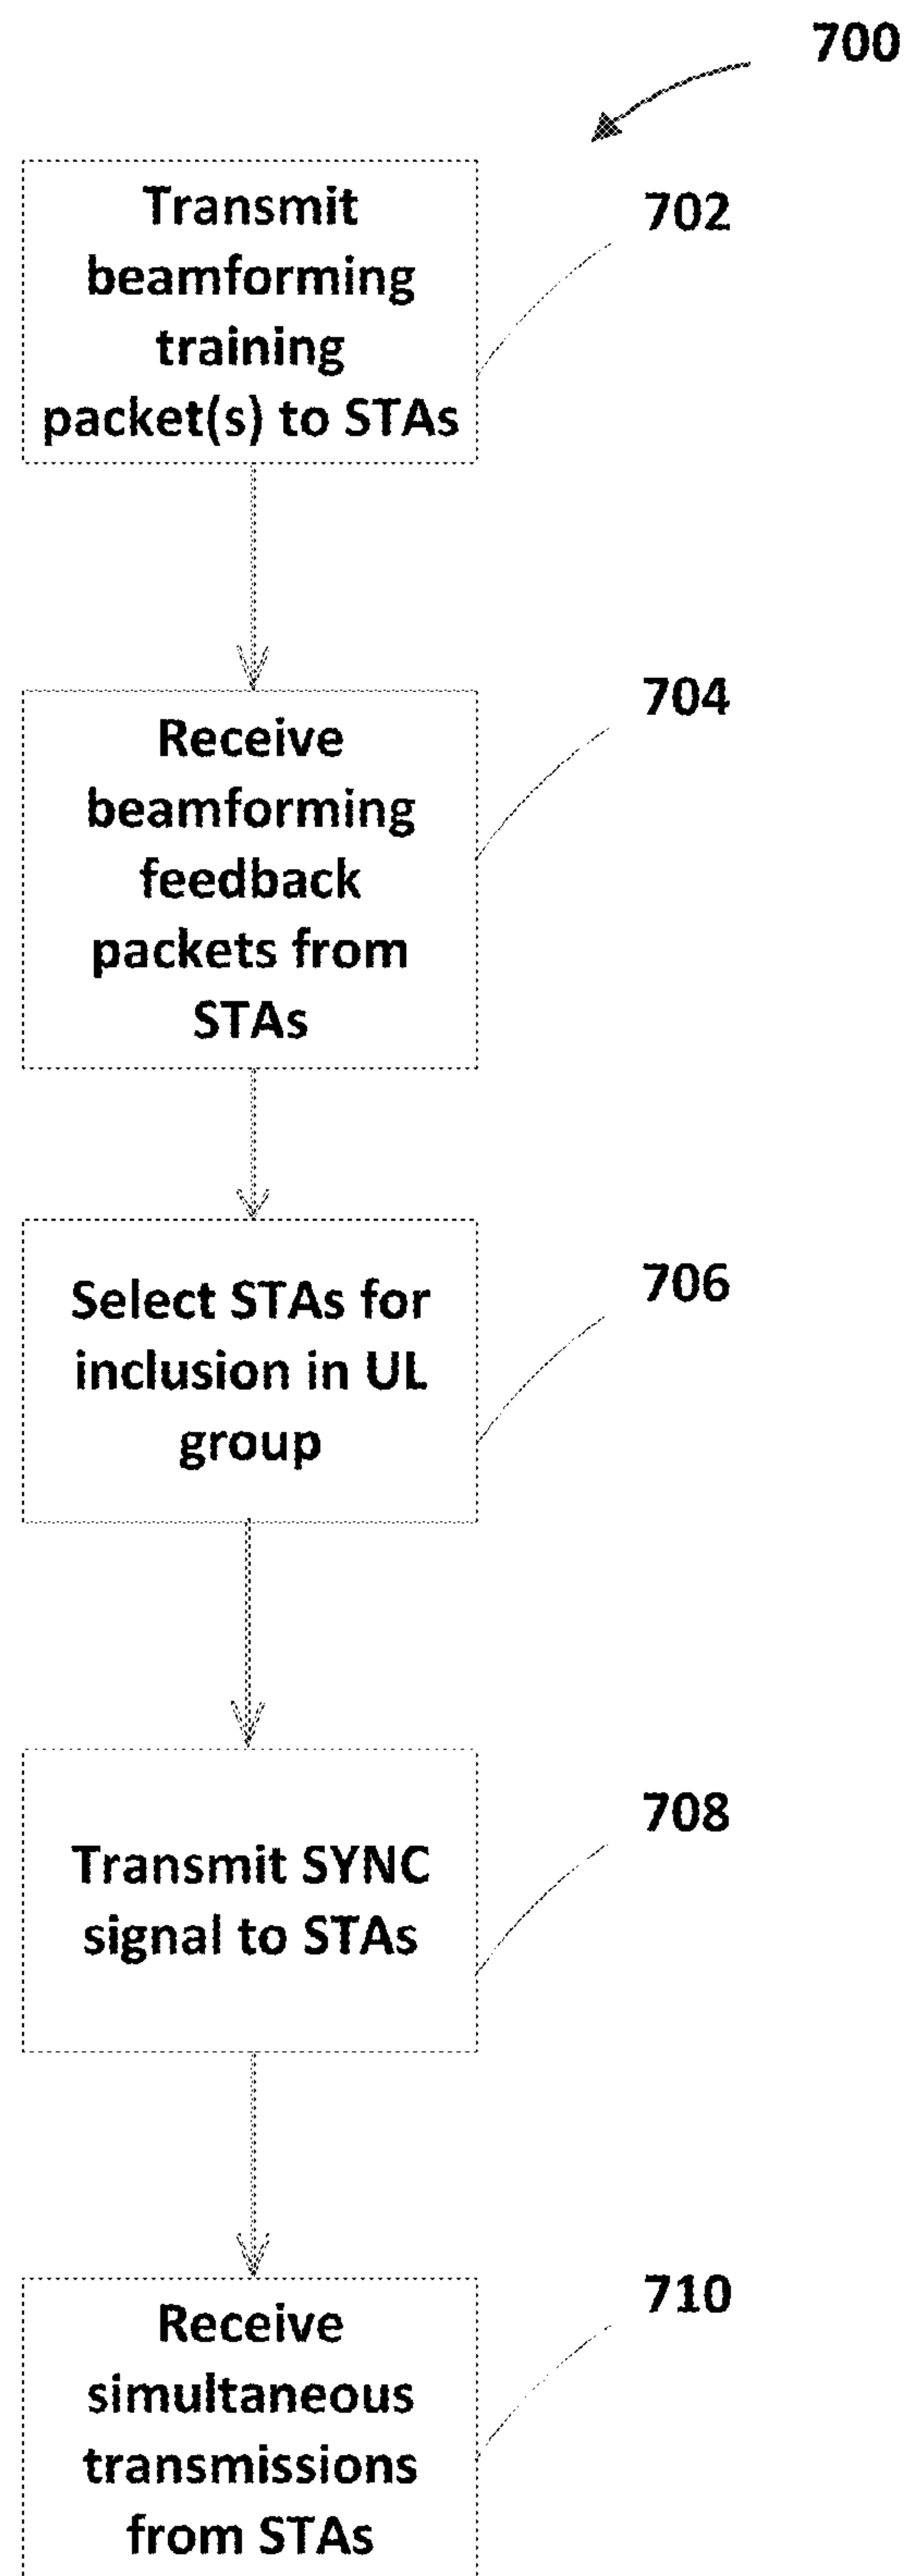 700
702
Transmit
beamforming
training
packet(s) to STAs
704
Receive
beamforming
feedback
packets from
STAs
706
Select STAs for
inclusion in UL
group
708
Transmit SYNC
signal to STAs
710
Receive
simultaneous
transmissions
from STAs